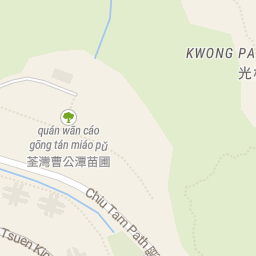 KWONG PA
光
quán wān cáo
gōng tán miáo pǔ
荃灣曹公潭苗圃
Chiu Tam Path
Tsuen Kin